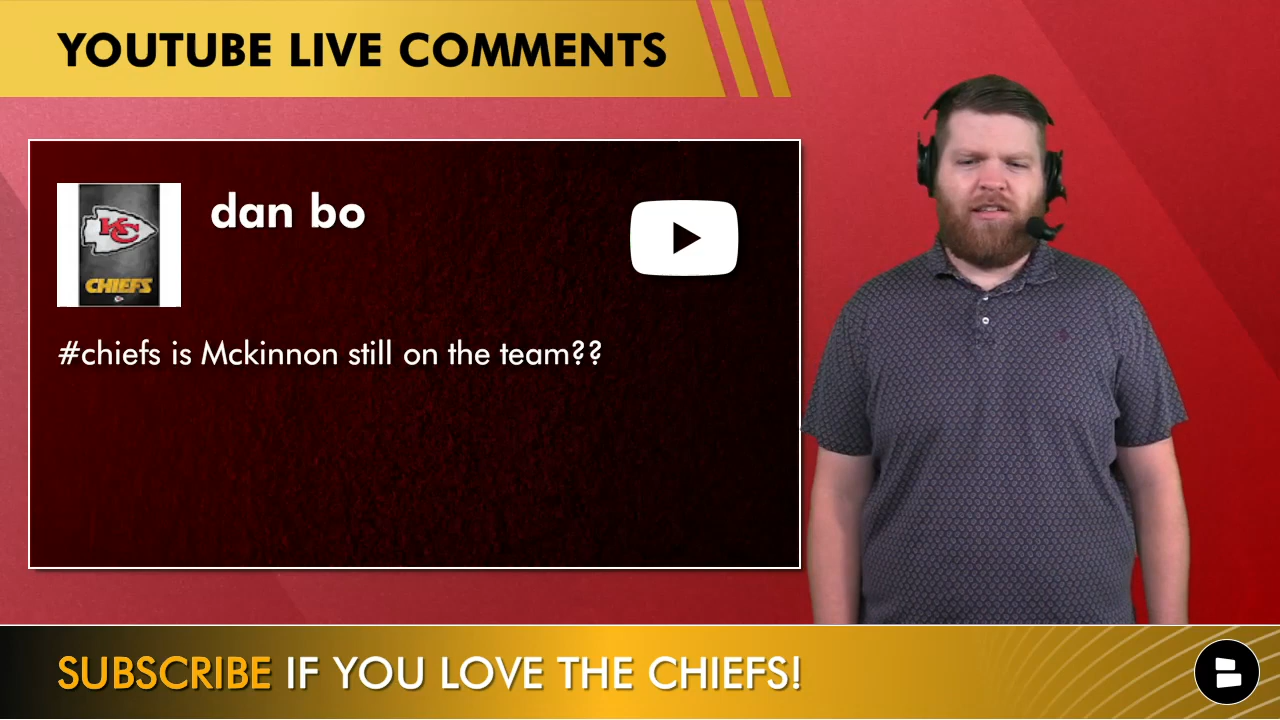 YOUTUBE LIVE COMMENTS
dan bo
KC
CHIEFS
#chiefs is Mckinnon still on the team??
SUBSCRIBE IF YOU LOVE THE CHIEFS!